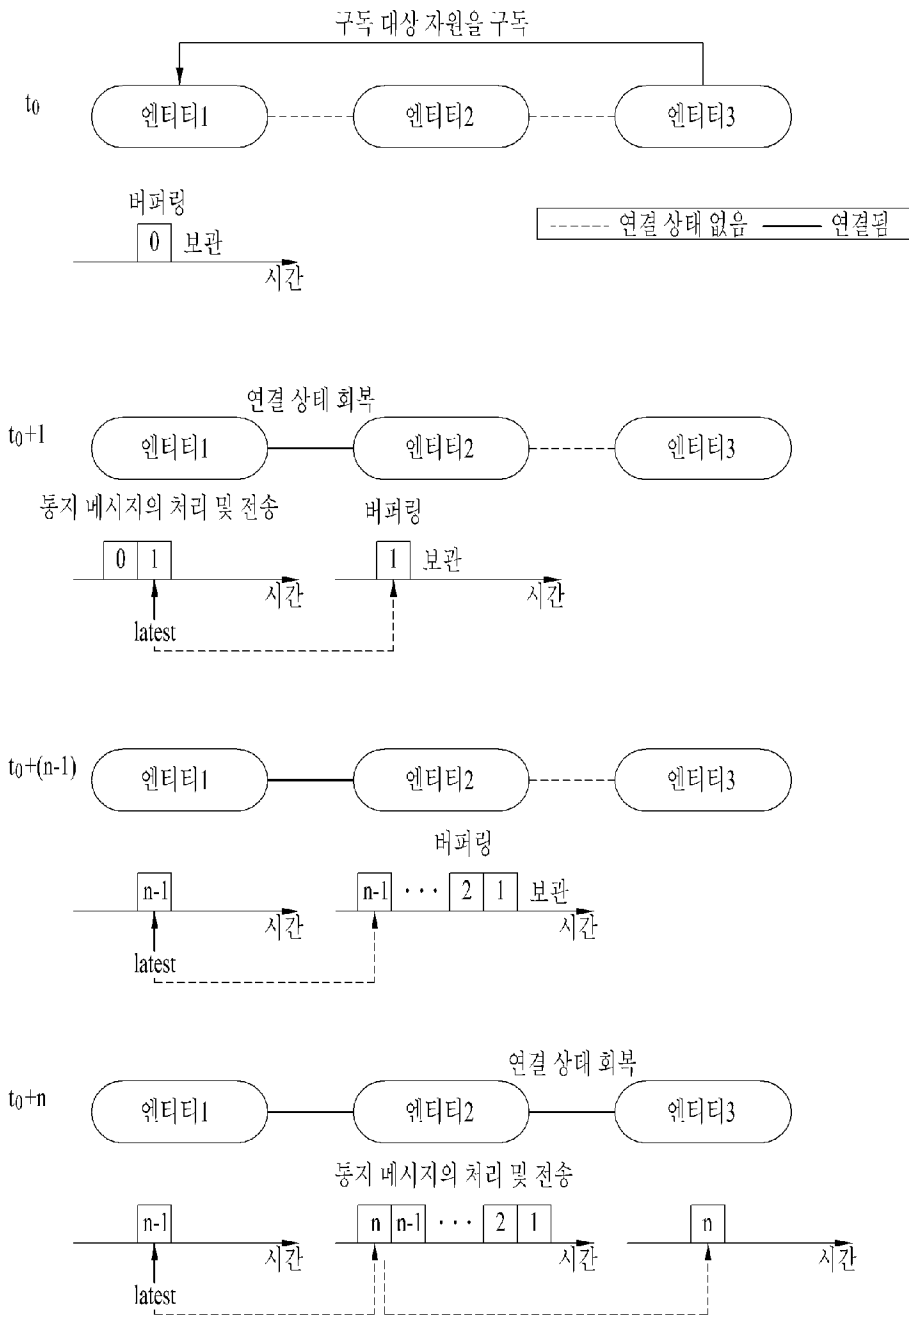 구독 대상 자원을 구독
t0 엔티티1 엔티티2 엔티티3
버퍼링
0 보관
시간
연결 상태 없음 연결됨
연결 상태 회복
t0+1 엔티티1 엔티티2 엔티티3
통지 메시지의 처리 및 전송 버퍼링
0 1 1 보관
시간 시간
latest
t0+(n-1) 엔티티1 엔티티2 엔티티3
버퍼링
n-1 n-1 ··· 2 1 보관
시간 시간
latest
연결 상태 회복
t0+n 엔티티1 엔티티2 엔티티3
통지 메시지의 처리 및 전송
n-1 n n-1 ··· 2 1 n
시간 시간 시간
latest